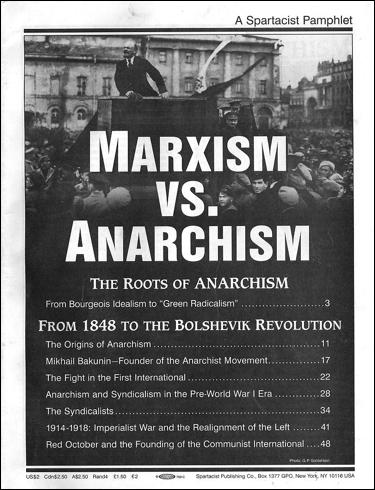 A Spartacist Pamphlet
MARXISM
VS.
ANARCHISM
THE ROOTS OF ANARCHISM
From Bourgeois Idealism to “Green Radicalism” ...................... 3
FROM 1848 TO THE BOLSHEVIK REVOLUTION
The Origins of Anarchism ........................................ 11
Mikhail Bakunin—Founder of the Anarchist Movement ............ 17
The Fight in the First International ............................... 22
Anarchism and Syndicalism in the Pre-World War I Era ........... 28
The Syndicalists .................................................. 34
1914-1918: Imperialist War and the Realignment of the Left ...... 41
Red October and the Founding of the Communist International .... 48
Photo: G.P. Goldshtein
US$2 Cdn$2.50 A$2.50 Rand4 £1.50 €2
Spartacist Publishing Co., Box 1377 GPO, New York, NY 10116 USA